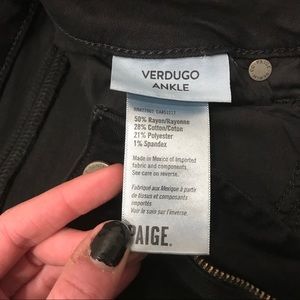 VERDUGO
ANKLE
50% Rayon/Rayonne
28% Cotton/Coton
21% Polyester
1% Spandex
Made in Mexico of imported
fabric and components.
See care on reverse.
Fabriqué aux Mexique à partir
de tissus et composants
importés
Voir le soin sur l'inverse.
PAIGE.